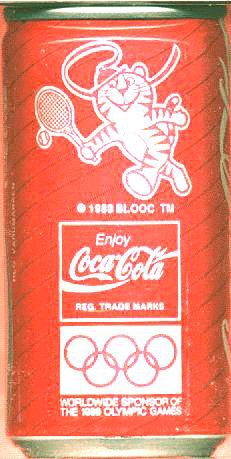 © 1983 SLOOC TM
Enjoy
Coca-Cola
REG. TRADE MARKS
WORLDWIDE SPONSOR OF
THE 1988 OLYMPIC GAMES